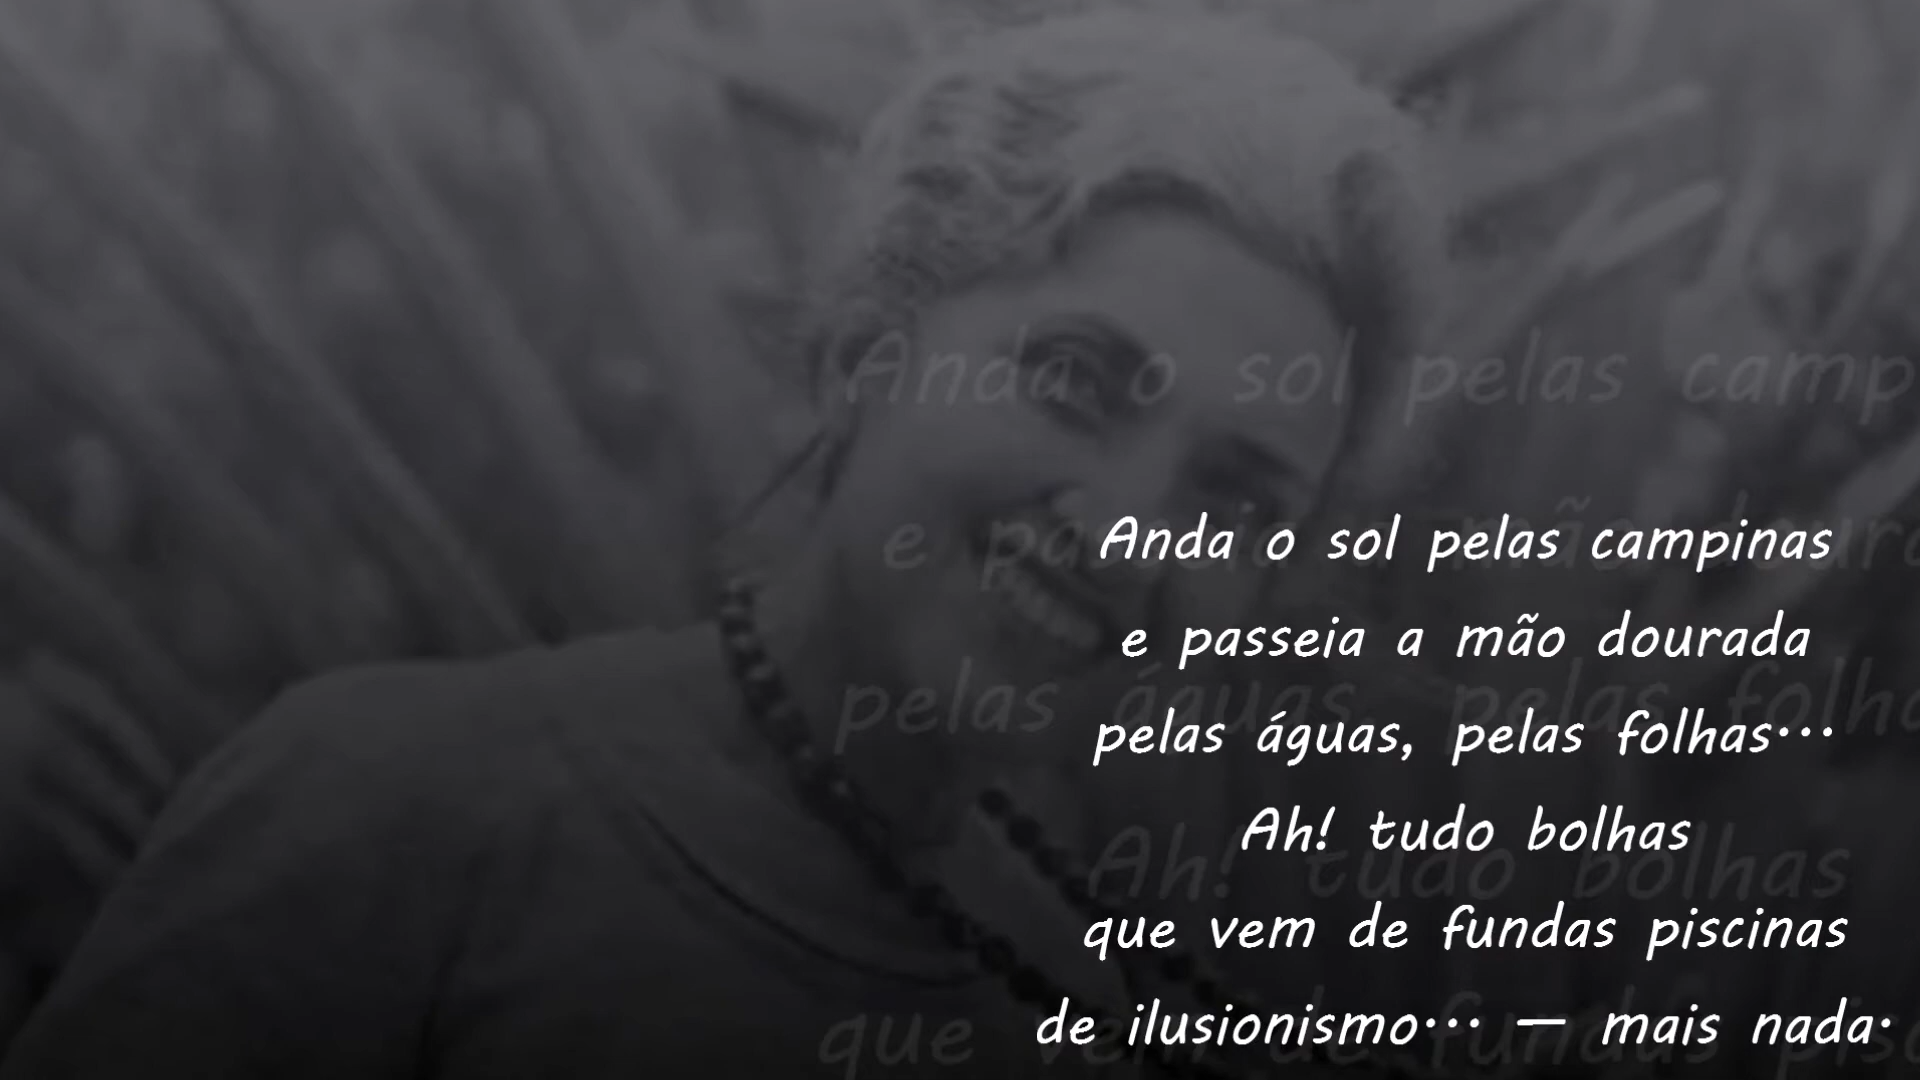 Anda o sol pelas campinas
e passeia a mão dourada
pelas águas, pelas folhas···
Ah! tudo bolhas
que vem de fundas piscinas
de ilusionismo··· — mais nada·